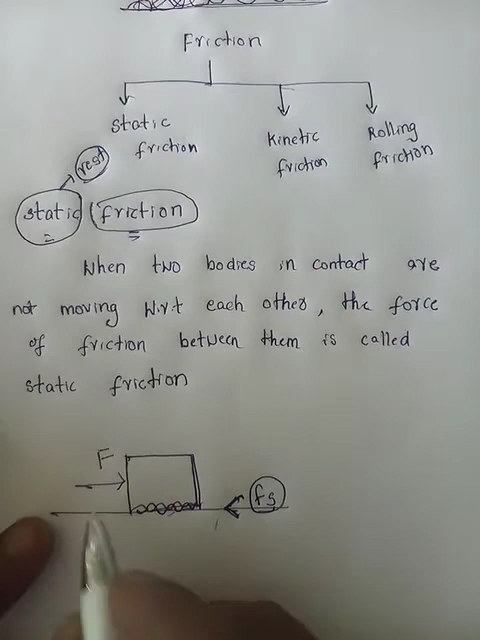 Friction
Static friction
Kinetic friction
Rolling friction
rest
static friction
When two bodies in contact are
not moving w.r.t each other, the force
of friction between them is called
static friction
F
fs